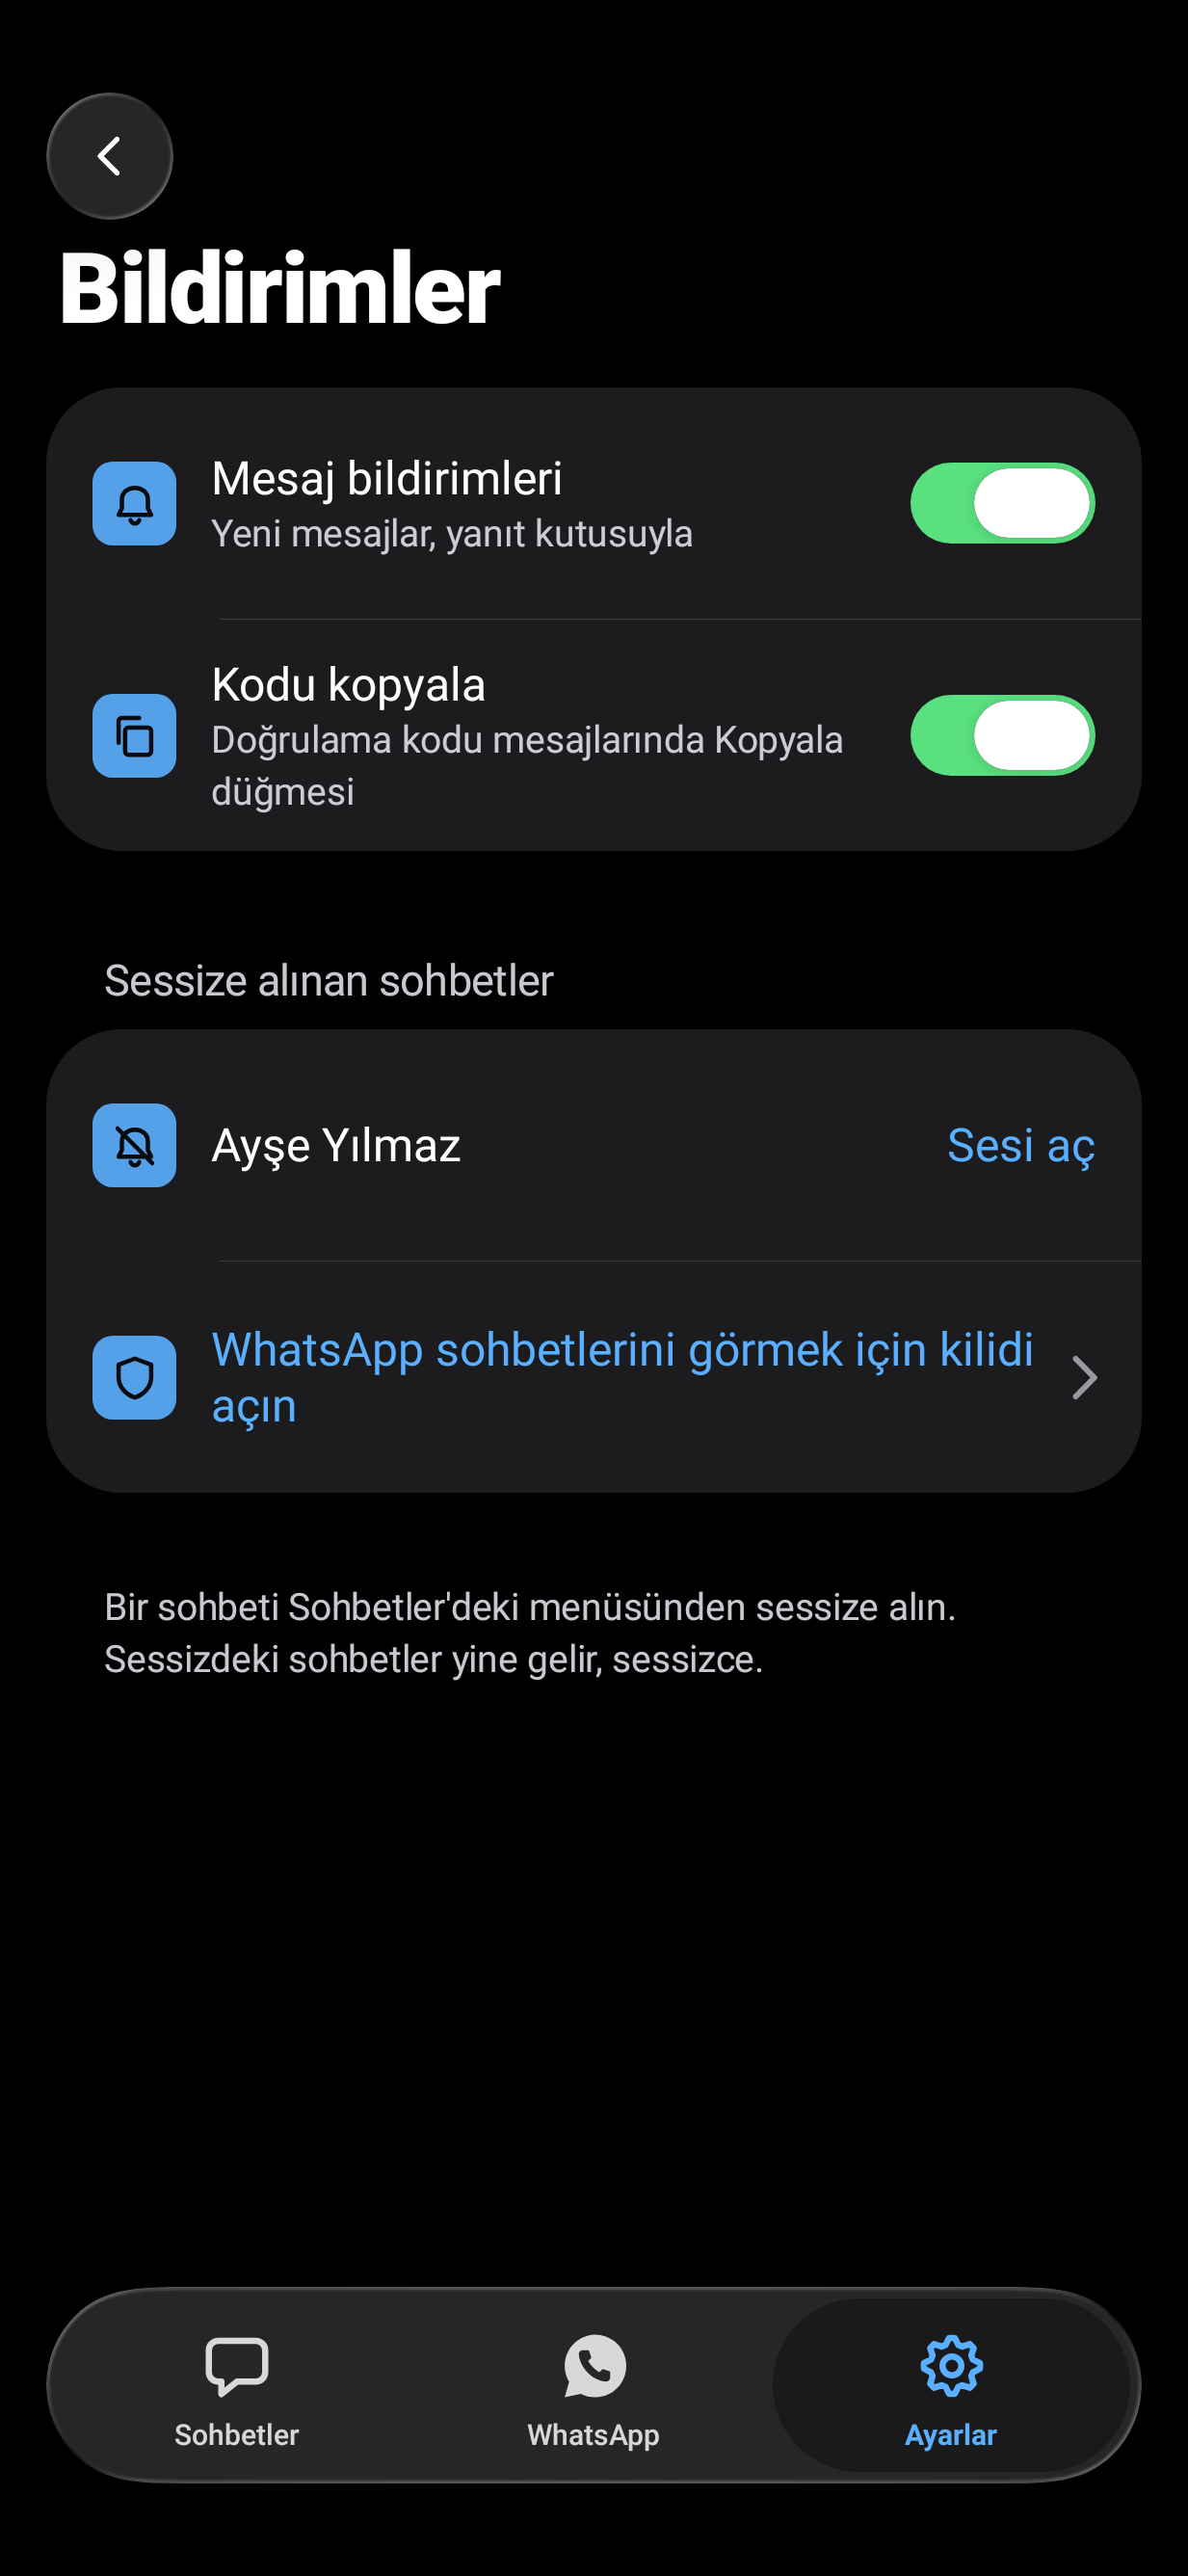 Bildirimler
Mesaj bildirimleri
Yeni mesajlar, yanıt kutusuyla
Kodu kopyala
Doğrulama kodu mesajlarında Kopyala
düğmesi
Sessize alınan sohbetler
Ayşe Yılmaz
Sesi aç
WhatsApp sohbetlerini görmek için kilidi
açın
Bir sohbeti Sohbetler'deki menüsünden sessize alın.
Sessizdeki sohbetler yine gelir, sessizce.
Sohbetler
WhatsApp
Ayarlar